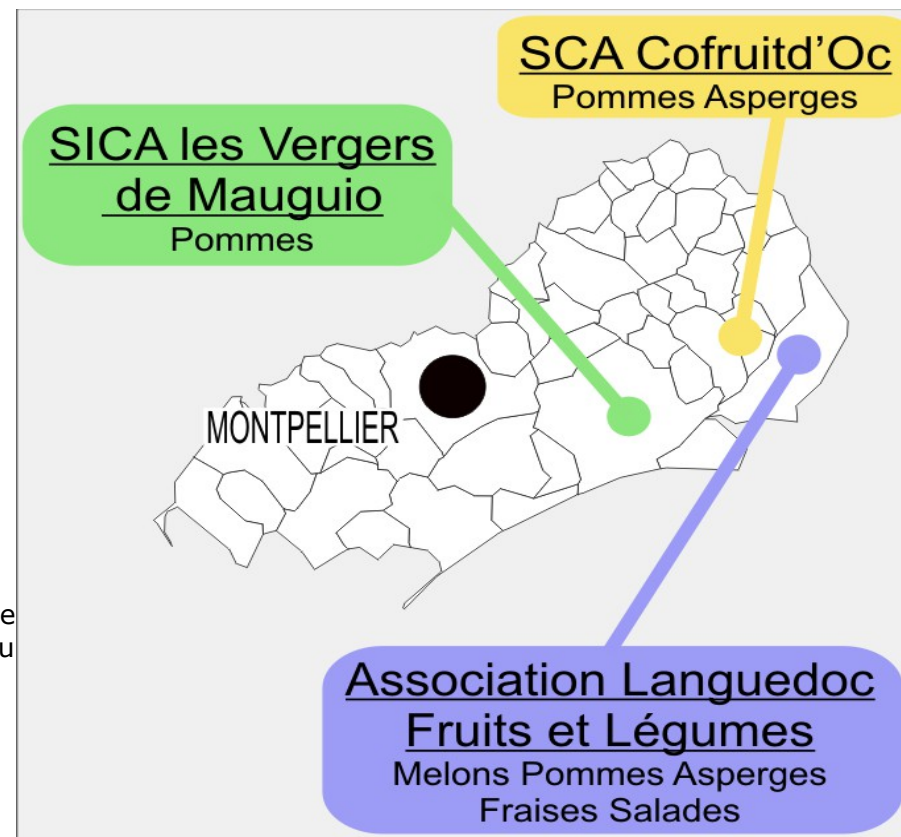 SCA Cofruitd’Oc
Pommes Asperges
SICA les Vergers
de Mauguio
Pommes
MONTPELLIER
e
u
Association Languedoc
Fruits et Légumes
Melons Pommes Asperges
Fraises Salades